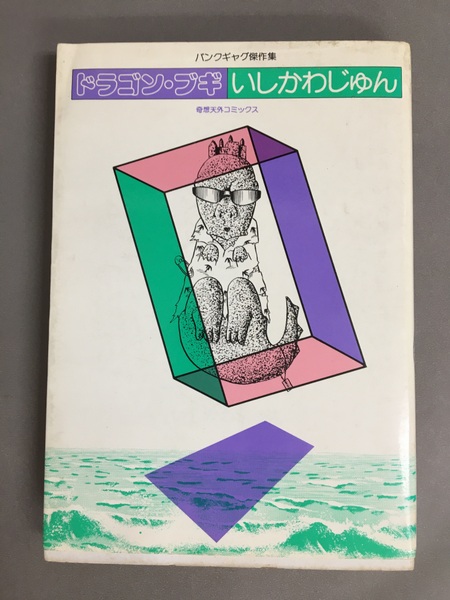 パンクギャグ傑作集
ドラゴン・ブギ いしかわじゅん
奇想天外コミックス